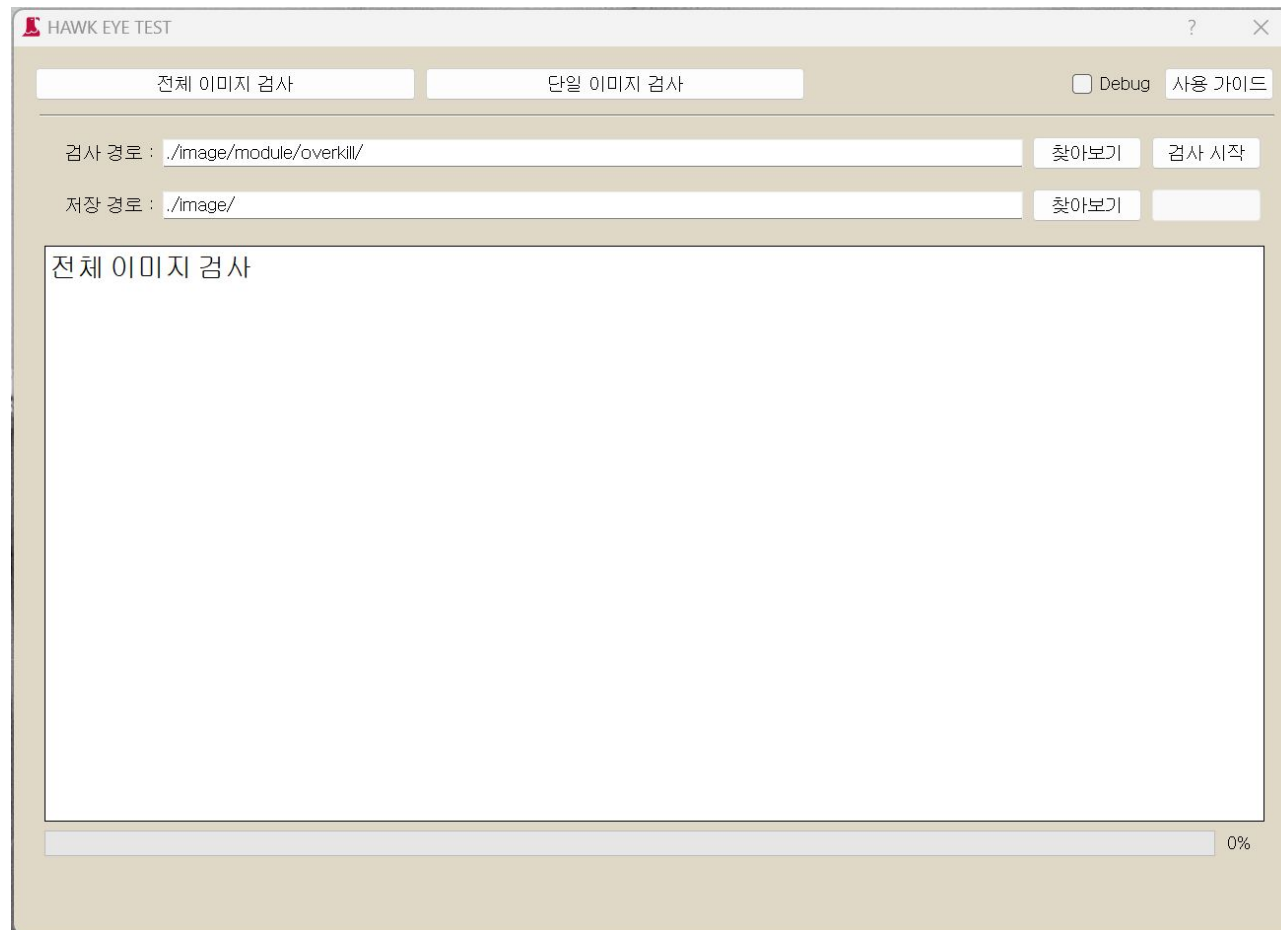 HAWK EYE TEST
전체 이미지 검사 단일 이미지 검사 Debug 사용 가이드
검사 경로 : ./image/module/overkill/ 찾아보기 검사 시작
저장 경로 : ./image/ 찾아보기
전체 이미지 검사
0%